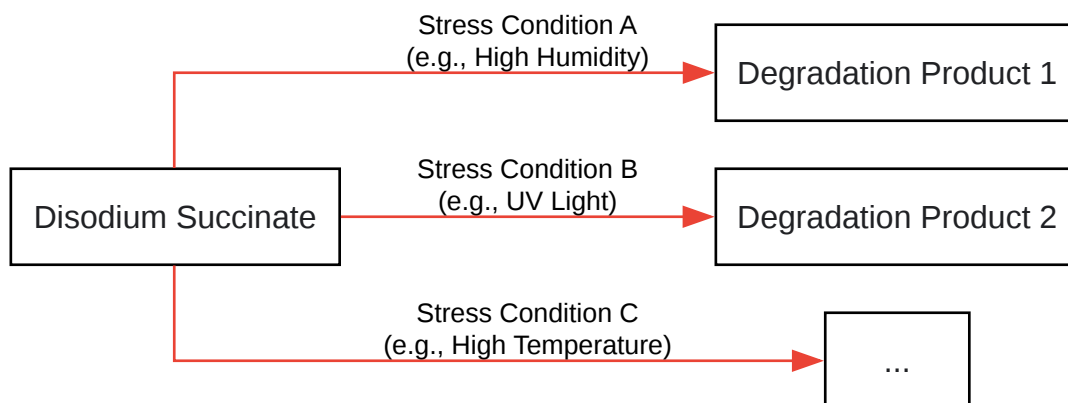 Stress Condition A
(e.g., High Humidity)
Degradation Product 1
Disodium Succinate
Stress Condition B
(e.g., UV Light)
Degradation Product 2
Stress Condition C
(e.g., High Temperature)
...